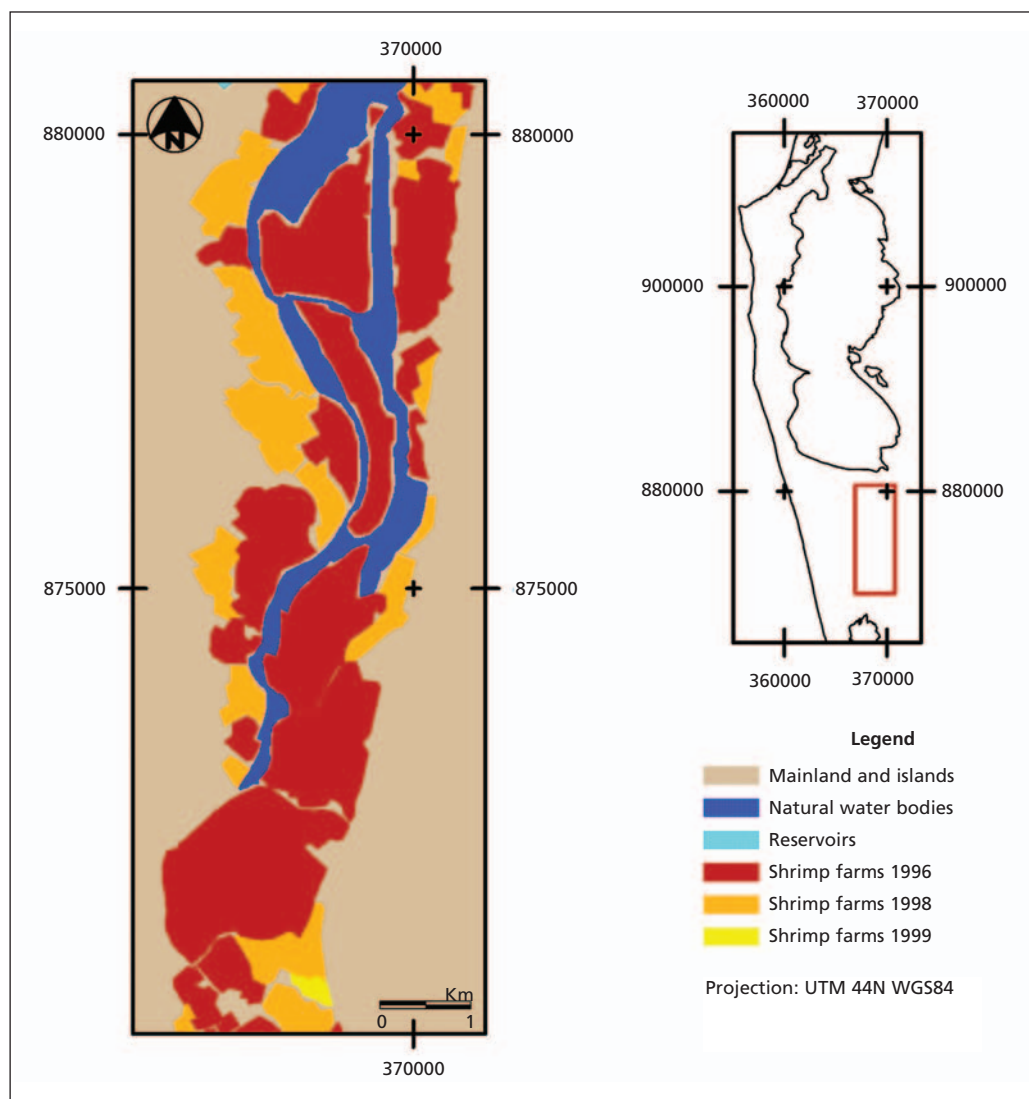 370000
880000
880000
N
875000
875000
Km
0 1
370000
360000 370000
900000
900000
880000
880000
360000 370000
Legend
Mainland and islands
Natural water bodies
Reservoirs
Shrimp farms 1996
Shrimp farms 1998
Shrimp farms 1999
Projection: UTM 44N WGS84